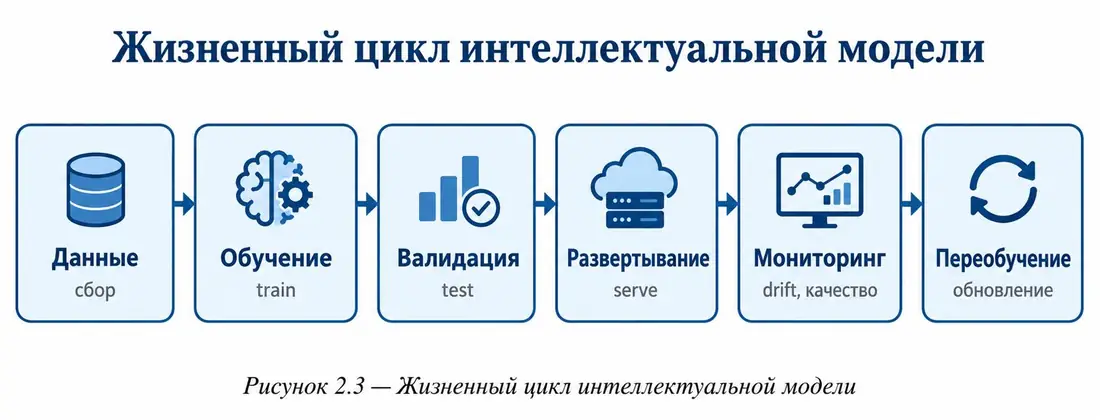 Жизненный цикл интеллектуальной модели
Данные
сбор
Обучение
train
Валидация
test
Развертывание
serve
Мониторинг
drift, качество
Переобучение
обновление
Рисунок 2.3 — Жизненный цикл интеллектуальной модели